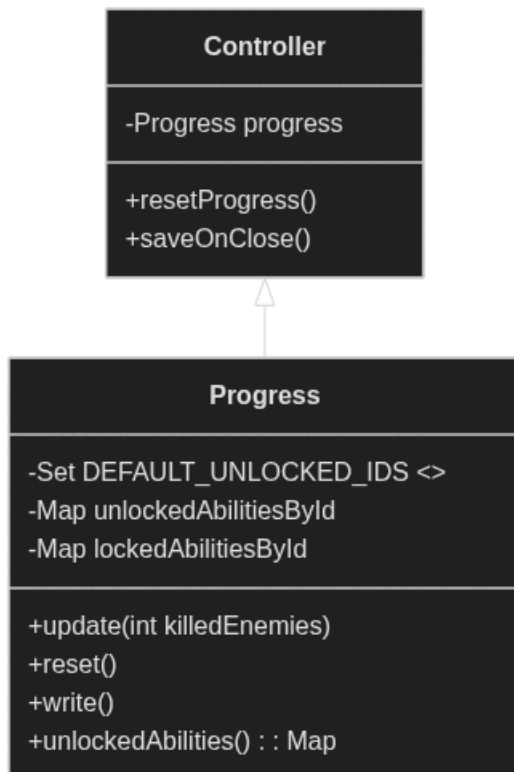 Controller
-Progress progress
+resetProgress()
+saveOnClose()
Progress
-Set DEFAULT_UNLOCKED_IDS <>
-Map unlockedAbilitiesById
-Map lockedAbilitiesById
+update(int killedEnemies)
+reset()
+write()
+unlockedAbilities() : : Map